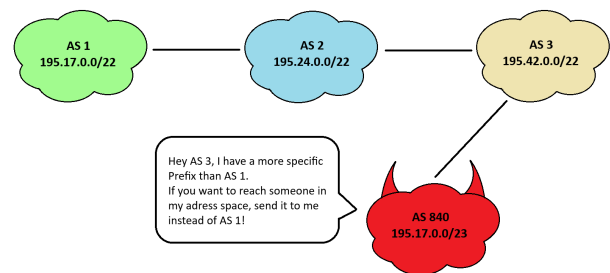 AS 1
195.17.0.0/22
AS 2
195.24.0.0/22
AS 3
195.42.0.0/22
Hey AS 3, I have a more specific
Prefix than AS 1.
If you want to reach someone in
my adress space, send it to me
instead of AS 1!
AS 840
195.17.0.0/23